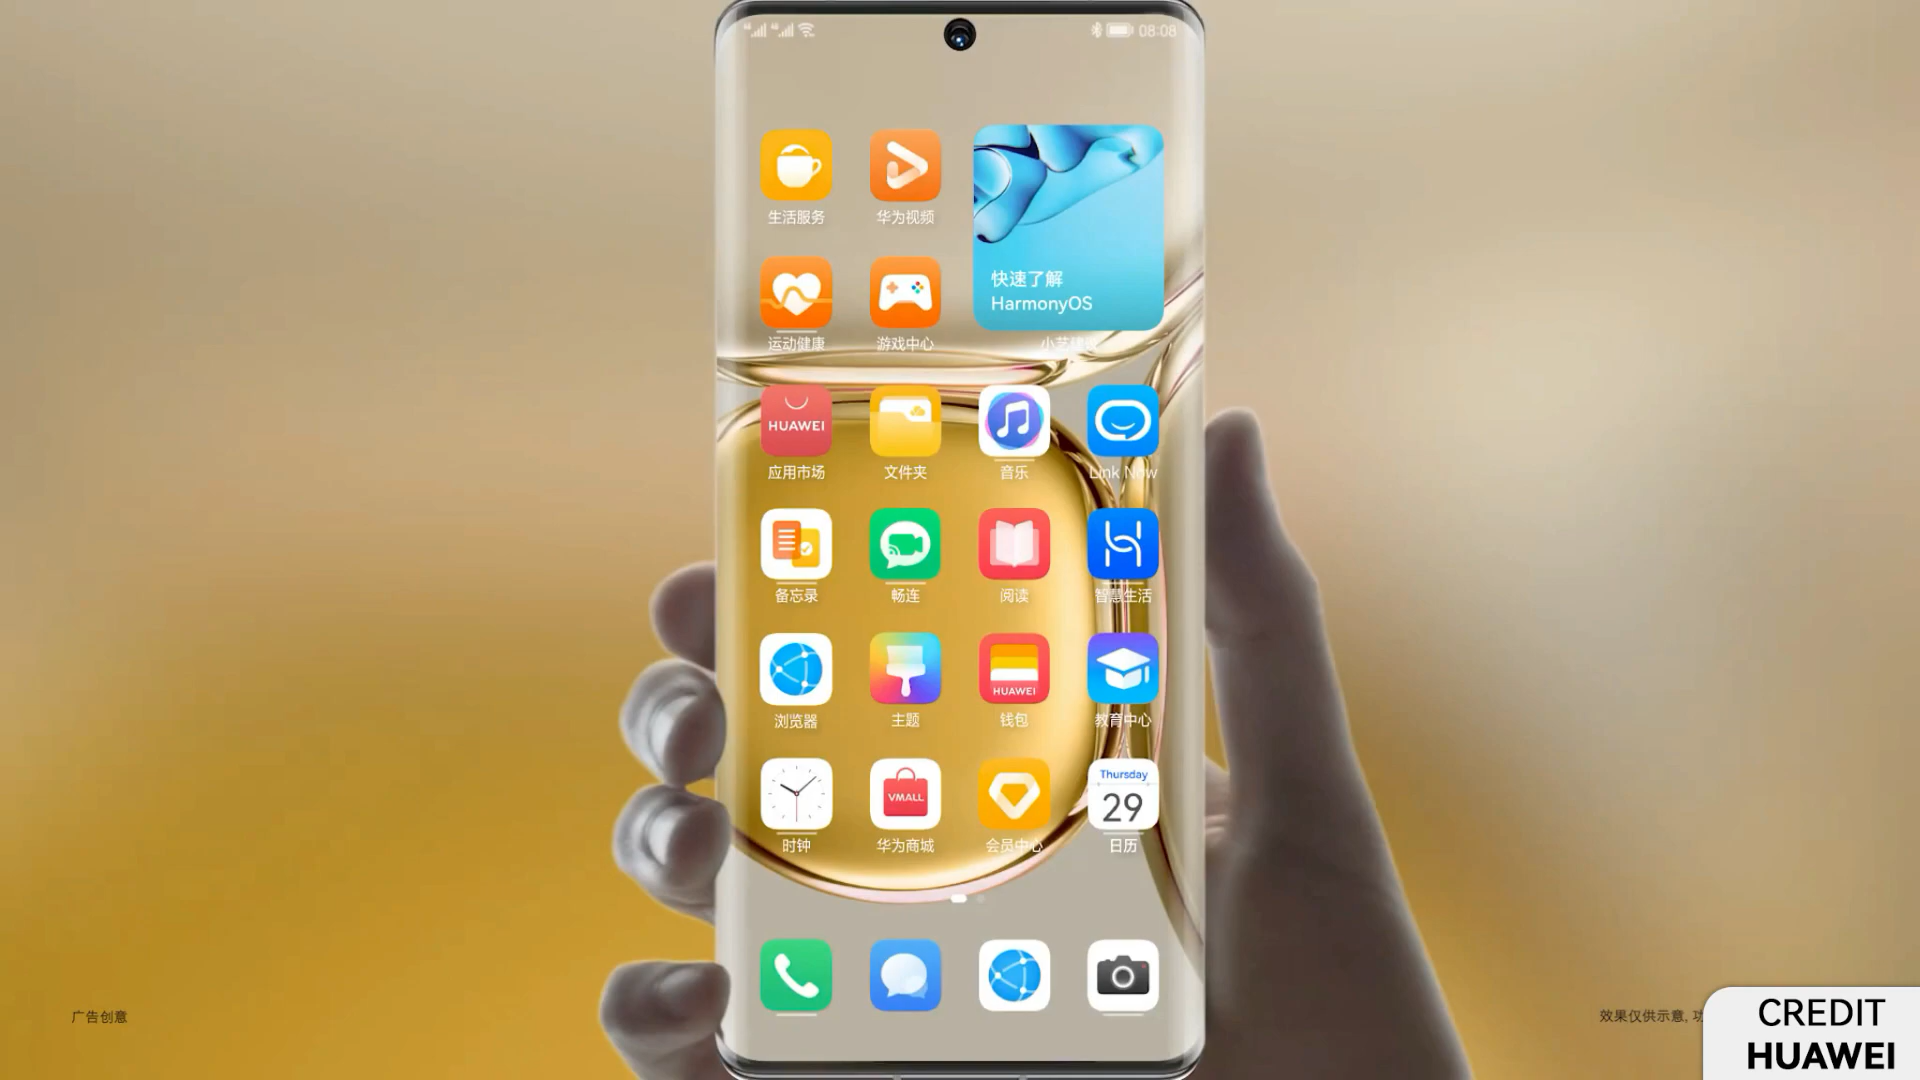 08:08
生活服务
华为视频
快速了解
HarmonyOS
运动健康
游戏中心
小艺建议
HUAWEI
应用市场
文件夹
音乐
Link Now
备忘录
畅连
阅读
智慧生活
浏览器
主题
HUAWEI
钱包
教育中心
时钟
VMALL
华为商城
会员中心
Thursday
29
日历
广告创意
效果仅供示意,
CREDIT
HUAWEI